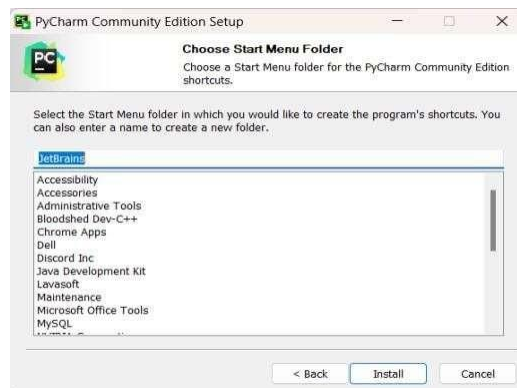 PyCharm Community Edition Setup
PC
Choose Start Menu Folder
Choose a Start Menu folder for the PyCharm Community Edition
shortcuts.
Select the Start Menu folder in which you would like to create the program's shortcuts. You
can also enter a name to create a new folder.
JetBrains
Accessibility
Accessories
Administrative Tools
Bloodshed Dev-C++
Chrome Apps
Dell
Discord Inc
Java Development Kit
Lavasoft
Maintenance
Microsoft Office Tools
MySQL
< Back Install Cancel